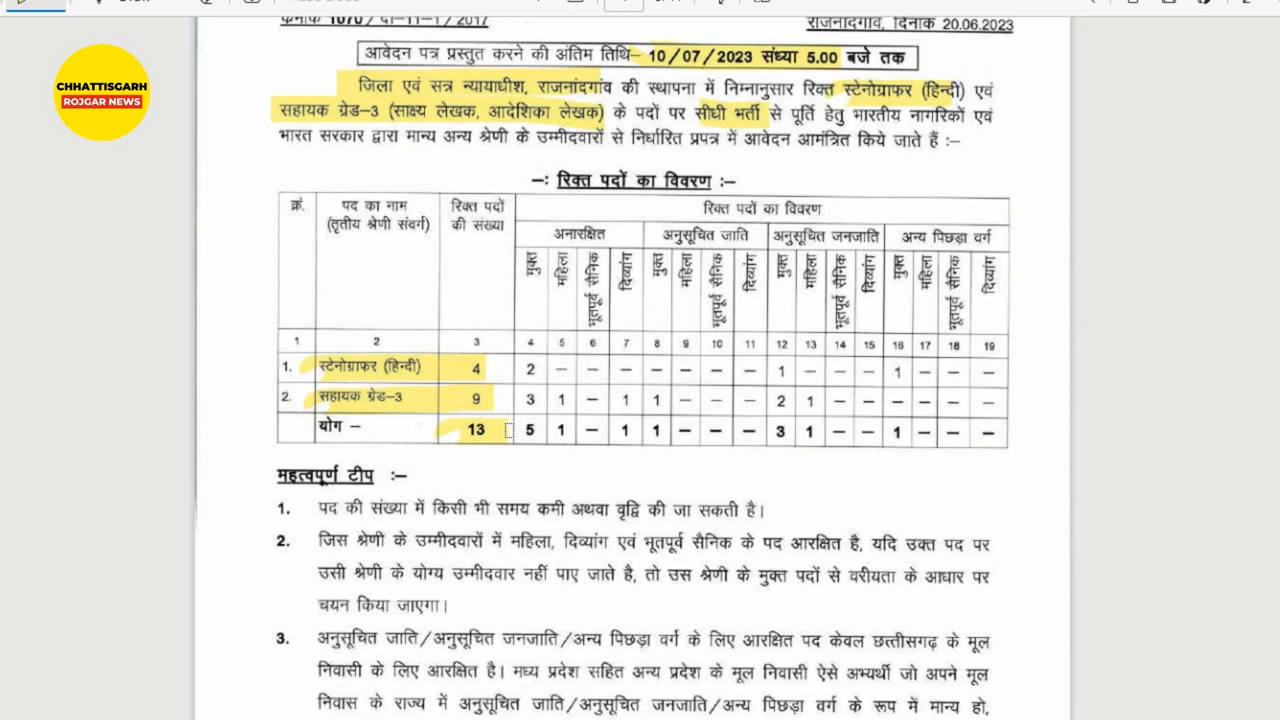 CHHATTISGARH
ROJGAR NEWS
राजनांदगांव, दिनांक 20.06.2023
आवेदन पत्र प्रस्तुत करने की अंतिम तिथि– 10/07/2023 संध्या 5.00 बजे तक
जिला एवं सत्र न्यायाधीश, राजनांदगांव की स्थापना में निम्नानुसार रिक्त स्टेनोग्राफर (हिन्दी) एवं
सहायक ग्रेड–3 (साक्ष्य लेखक, आदेशिका लेखक) के पदों पर सीधी भर्ती से पूर्ति हेतु भारतीय नागरिकों एवं
भारत सरकार द्वारा मान्य अन्य श्रेणी के उम्मीदवारों से निर्धारित प्रपत्र में आवेदन आमंत्रित किये जाते हैं :–
–: रिक्त पदों का विवरण :–
क्रं. पद का नाम रिक्त पदों रिक्त पदों का विवरण
(तृतीय श्रेणी संवर्ग) की संख्या
अनारक्षित अनुसूचित जाति अनुसूचित जनजाति अन्य पिछड़ा वर्ग
मुक्त महिला भूतपूर्व सैनिक दिव्यांग मुक्त महिला भूतपूर्व सैनिक दिव्यांग मुक्त महिला भूतपूर्व सैनिक दिव्यांग मुक्त महिला भूतपूर्व सैनिक दिव्यांग
1 2 3 4 5 6 7 8 9 10 11 12 13 14 15 16 17 18 19
1. स्टेनोग्राफर (हिन्दी) 4 2 – – – – – – – 1 – – – 1 – – –
2. सहायक ग्रेड–3 9 3 1 – 1 1 – – – 2 1 – – – – – –
योग – 13 5 1 – 1 1 – – – 3 1 – – 1 – – –
महत्वपूर्ण टीप :–
1. पद की संख्या में किसी भी समय कमी अथवा वृद्वि की जा सकती है।
2. जिस श्रेणी के उम्मीदवारों में महिला, दिव्यांग एवं भूतपूर्व सैनिक के पद आरक्षित है, यदि उक्त पद पर
उसी श्रेणी के योग्य उम्मीदवार नहीं पाए जाते है, तो उस श्रेणी के मुक्त पदों से वरीयता के आधार पर
चयन किया जाएगा।
3. अनुसूचित जाति/अनुसूचित जनजाति/अन्य पिछड़ा वर्ग के लिए आरक्षित पद केवल छत्तीसगढ़ के मूल
निवासी के लिए आरक्षित है। मध्य प्रदेश सहित अन्य प्रदेश के मूल निवासी ऐसे अभ्यर्थी जो अपने मूल
निवास के राज्य में अनुसूचित जाति/अनुसूचित जनजाति/अन्य पिछड़ा वर्ग के रूप में मान्य हो,